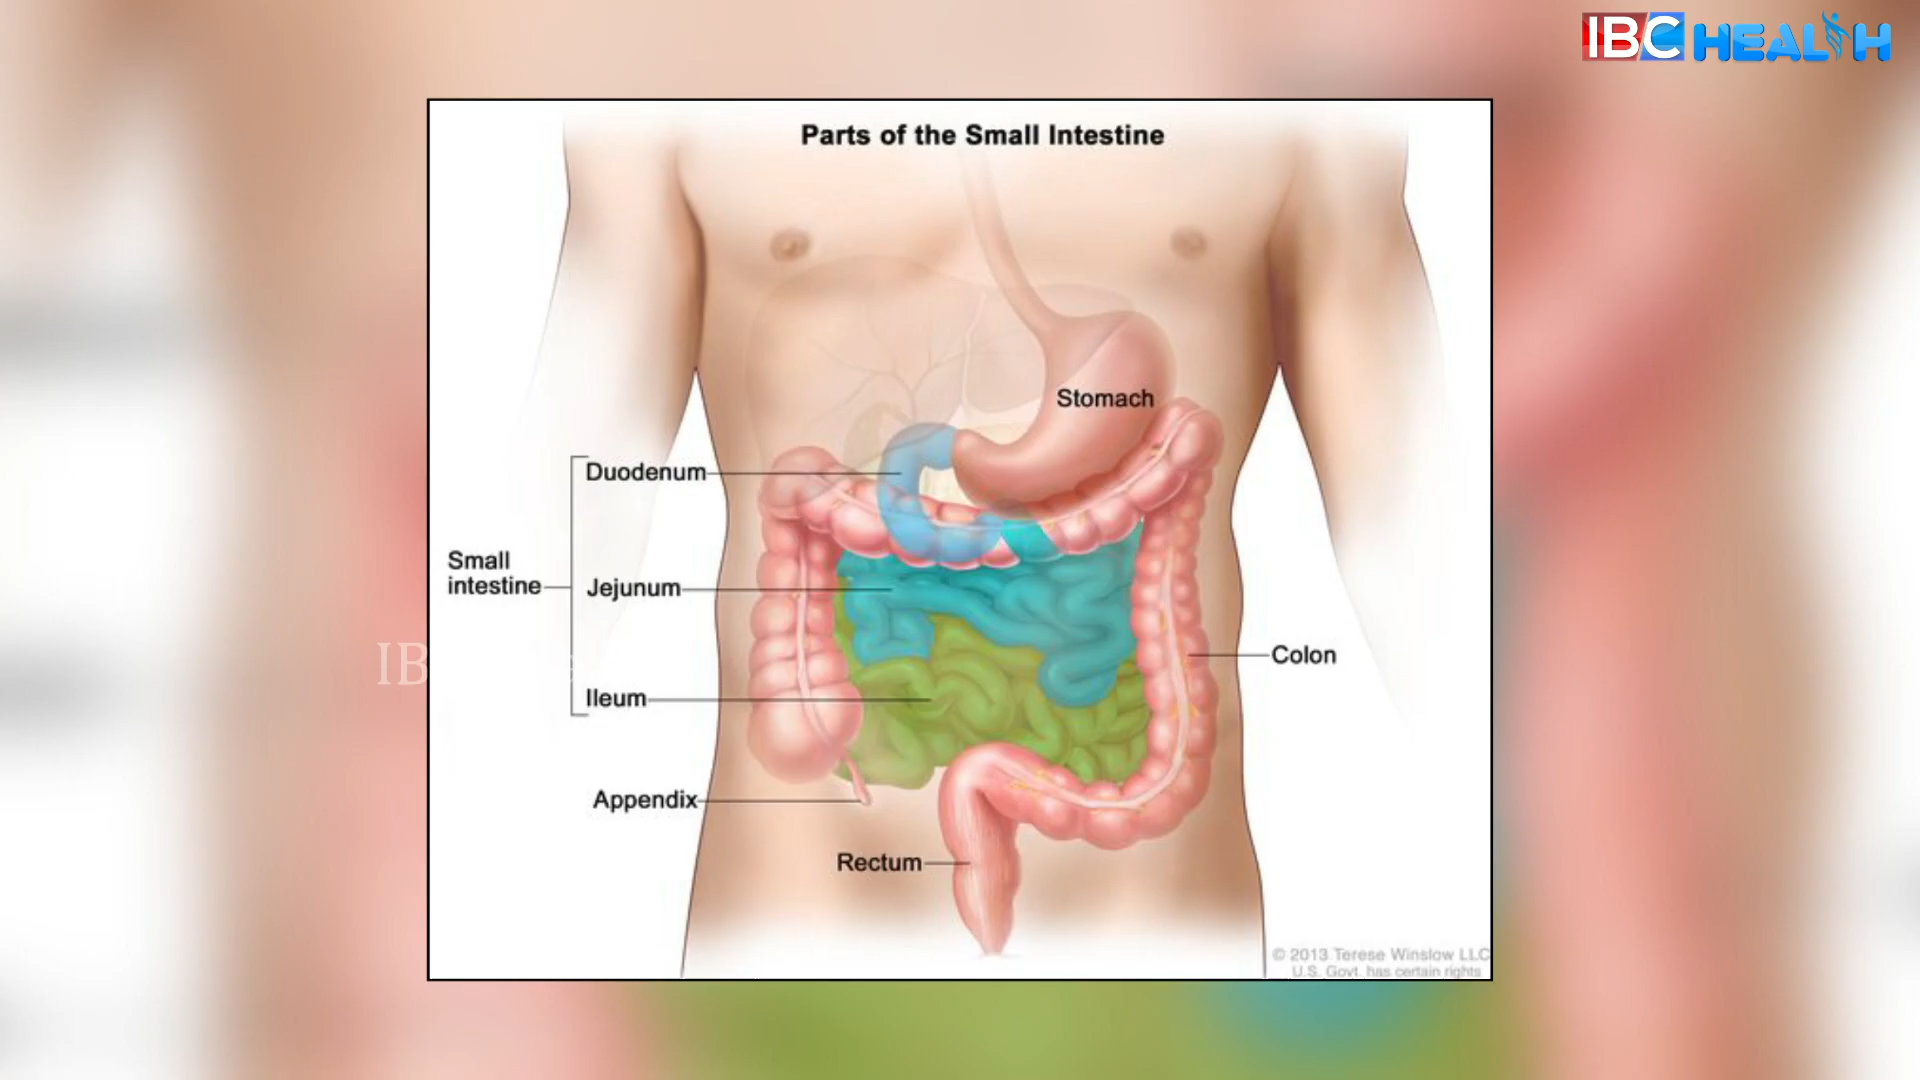 IBC HEALTH
Parts of the Small Intestine
Stomach
Duodenum
Small
intestine
Jejunum
Ileum
Colon
Appendix
Rectum
© 2013 Terese Winslow LLC
U.S. Govt. has certain rights